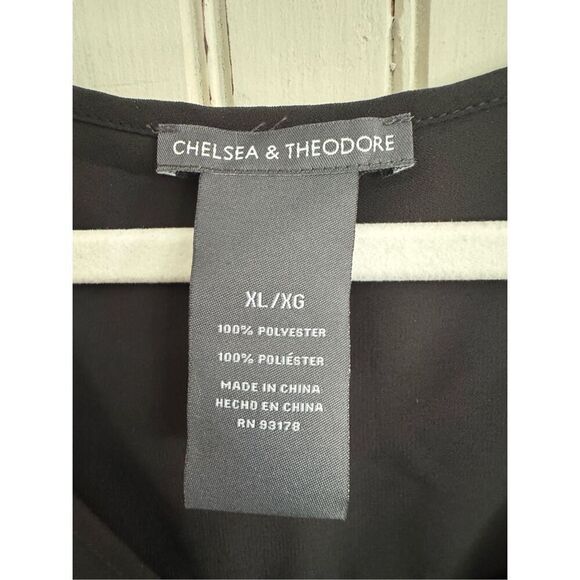 CHELSEA & THEODORE
XL/XG
100% POLYESTER
100% POLIÉSTER
MADE IN CHINA
HECHO EN CHINA
RN 93178